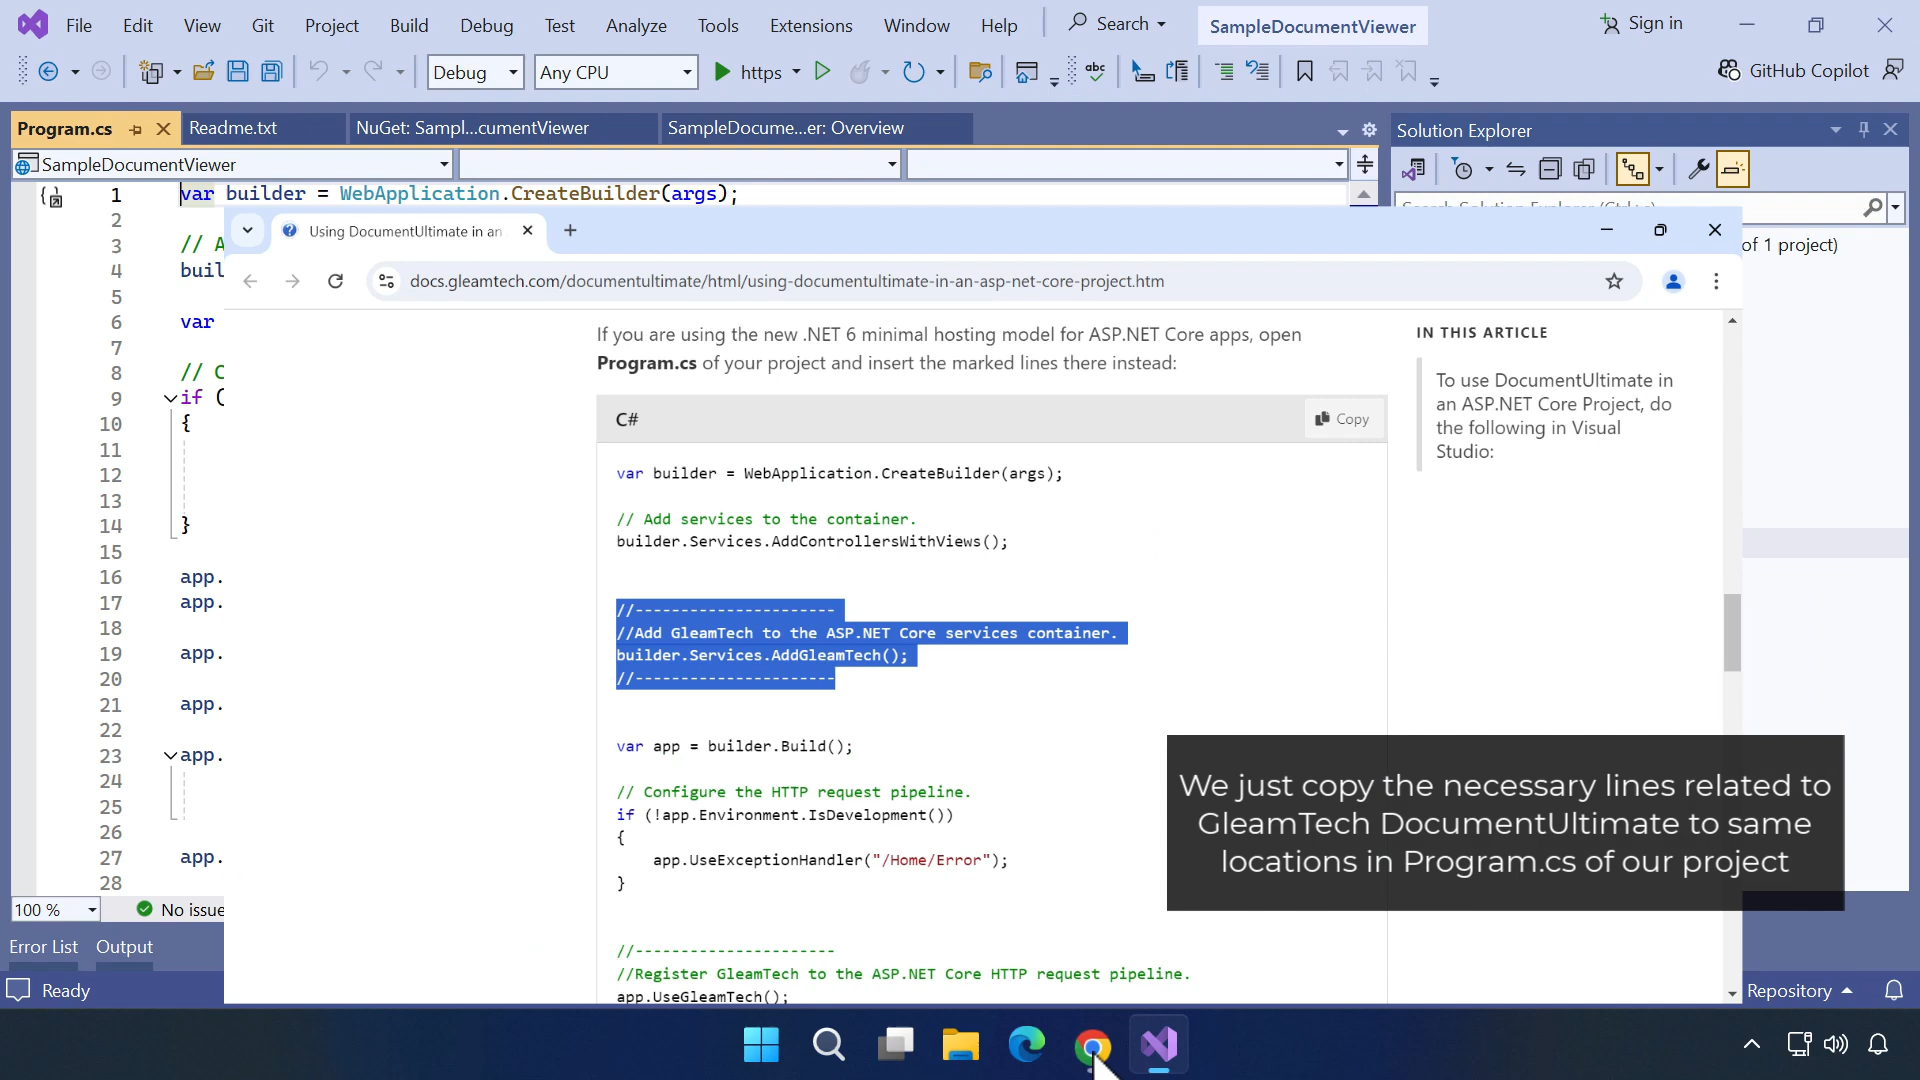 File Edit View Git Project Build Debug Test Analyze Tools Extensions Window Help Search SampleDocumentViewer Sign in
Debug Any CPU https GitHub Copilot
Program.cs Readme.txt NuGet: Sampl...cumentViewer SampleDocume...er: Overview Solution Explorer
SampleDocumentViewer
1 var builder = WebApplication.CreateBuilder(args);
2
3 // A
4 buil
5
6 var
7
8 // C
9 if (
10 {
11
12
13
14 }
15
16 app.
17 app.
18
19 app.
20
21 app.
22
23 app.
24
25
26
27 app.
28
of 1 project)
Using DocumentUltimate in an
docs.gleamtech.com/documentultimate/html/using-documentultimate-in-an-asp-net-core-project.htm
If you are using the new .NET 6 minimal hosting model for ASP.NET Core apps, open
Program.cs of your project and insert the marked lines there instead:
C# Copy
var builder = WebApplication.CreateBuilder(args);
// Add services to the container.
builder.Services.AddControllersWithViews();
//----------------------
//Add GleamTech to the ASP.NET Core services container.
builder.Services.AddGleamTech();
//----------------------
var app = builder.Build();
// Configure the HTTP request pipeline.
if (!app.Environment.IsDevelopment())
{
app.UseExceptionHandler("/Home/Error");
}
//----------------------
//Register GleamTech to the ASP.NET Core HTTP request pipeline.
app.UseGleamTech();
IN THIS ARTICLE
To use DocumentUltimate in
an ASP.NET Core Project, do
the following in Visual
Studio:
We just copy the necessary lines related to
GleamTech DocumentUltimate to same
locations in Program.cs of our project
100 % No issue
Error List Output
Ready
Repository